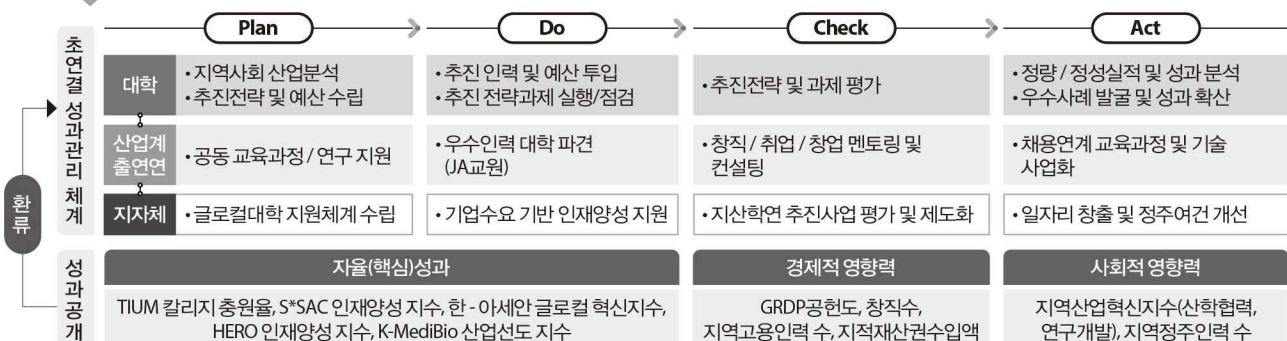 Plan
Do
Check
Act
초연결 성과관리 체계
대학
• 지역사회 산업분석
• 추진전략 및 예산 수립
• 추진 인력 및 예산 투입
• 추진 전략과제 실행/점검
• 추진전략 및 과제 평가
• 정량 / 정성실적 및 성과 분석
• 우수사례 발굴 및 성과 확산
산업계
출연연
• 공동 교육과정 / 연구 지원
• 우수인력 대학 파견
(JA교원)
• 창직 / 취업 / 창업 멘토링 및
컨설팅
• 채용연계 교육과정 및 기술
사업화
지자체
• 글로컬대학 지원체계 수립
• 기업수요 기반 인재양성 지원
• 지산학연 추진사업 평가 및 제도화
• 일자리 창출 및 정주여건 개선
환류
성과공개
자율(핵심)성과
TIUM 칼리지 충원율, S*SAC 인재양성 지수, 한 - 아세안 글로컬 혁신지수,
HERO 인재양성 지수, K-MediBio 산업선도 지수
경제적 영향력
GRDP공헌도, 창직수,
지역고용인력 수, 지적재산권수입액
사회적 영향력
지역산업혁신지수(산학협력,
연구개발), 지역정주인력 수